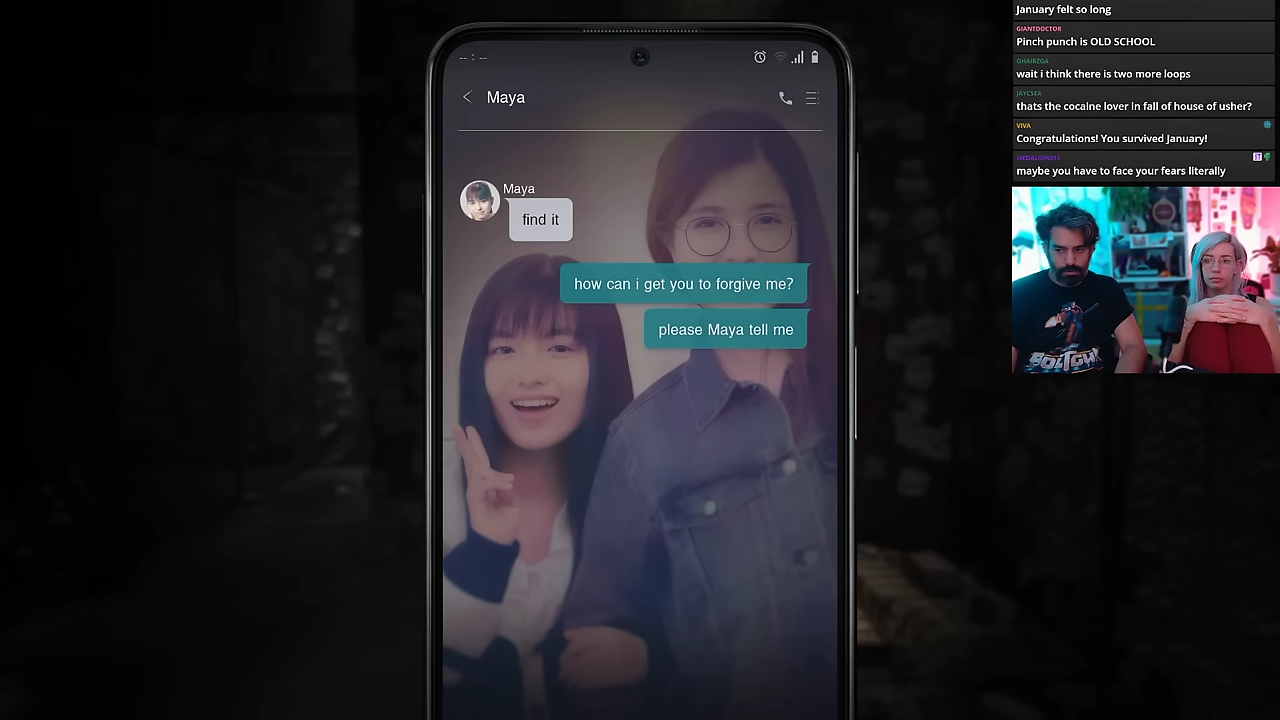 -- : --
Maya
Maya
find it
how can i get you to forgive me?
please Maya tell me
January felt so long
GIANTDOCTOR
Pinch punch is OLD SCHOOL
OHAIRZGA
wait i think there is two more loops
JAYCSEA
thats the cocaine lover in fall of house of usher?
VIVA
Congratulations! You survived January!
maybe you have to face your fears literally